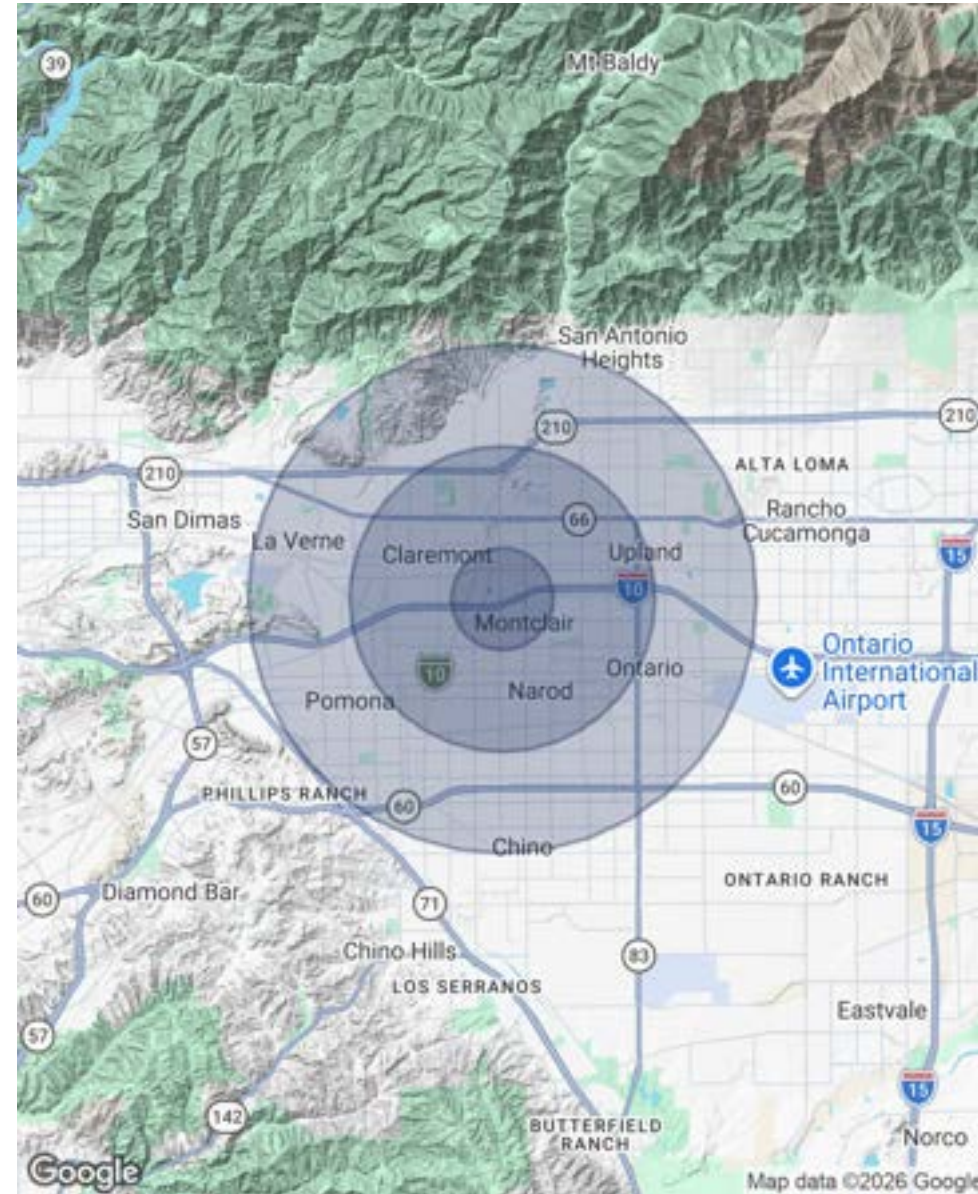 39
Mt Baldy
San Antonio
Heights
210
210
ALTA LOMA
210
Rancho
Cucamonga
San Dimas
66
La Verne
Claremont
Upland
15
10
Montclair
Ontario
International
Airport
Ontario
10
Narod
Pomona
57
PHILLIPS RANCH
60
60
15
Chino
ONTARIO RANCH
60
Diamond Bar
71
Chino Hills
83
LOS SERRANOS
Eastvale
57
15
142
BUTTERFIELD
RANCH
Norco
Google
Map data ©2026 Google